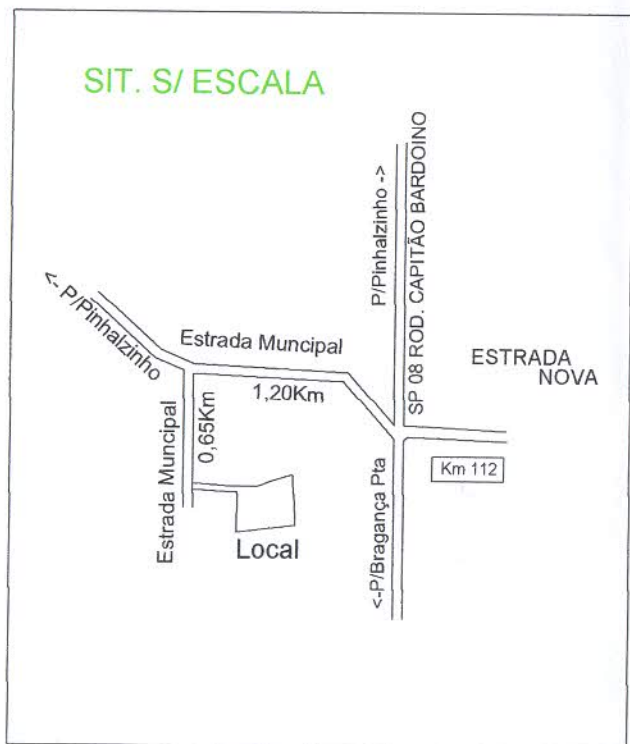 SIT. S/ ESCALA
P/Pinhalzinho ->
SP 08 ROD. CAPITÃO BARDOINO
<- P/Pinhalzinho
Estrada Muncipal
1,20Km
ESTRADA
NOVA
Estrada Muncipal
0,65Km
Km 112
<-P/Bragança Pta
Local